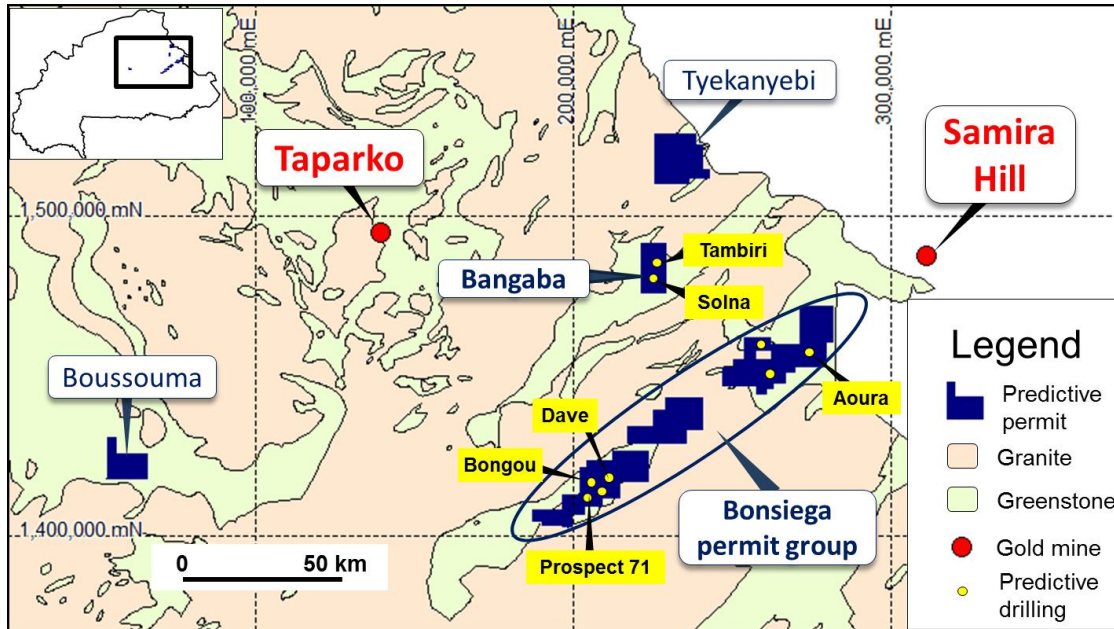 100,000 mE
200,000 mE
300,000 mE
Tyekanyebi
Taparko
Samira
Hill
1,500,000 mN
Tambiri
Bangaba
Solna
Boussouma
Dave
Aoura
Bongou
Bonsiega
permit group
1,400,000 mN
Prospect 71
0 50 km
Legend
Predictive
permit
Granite
Greenstone
Gold mine
Predictive
drilling